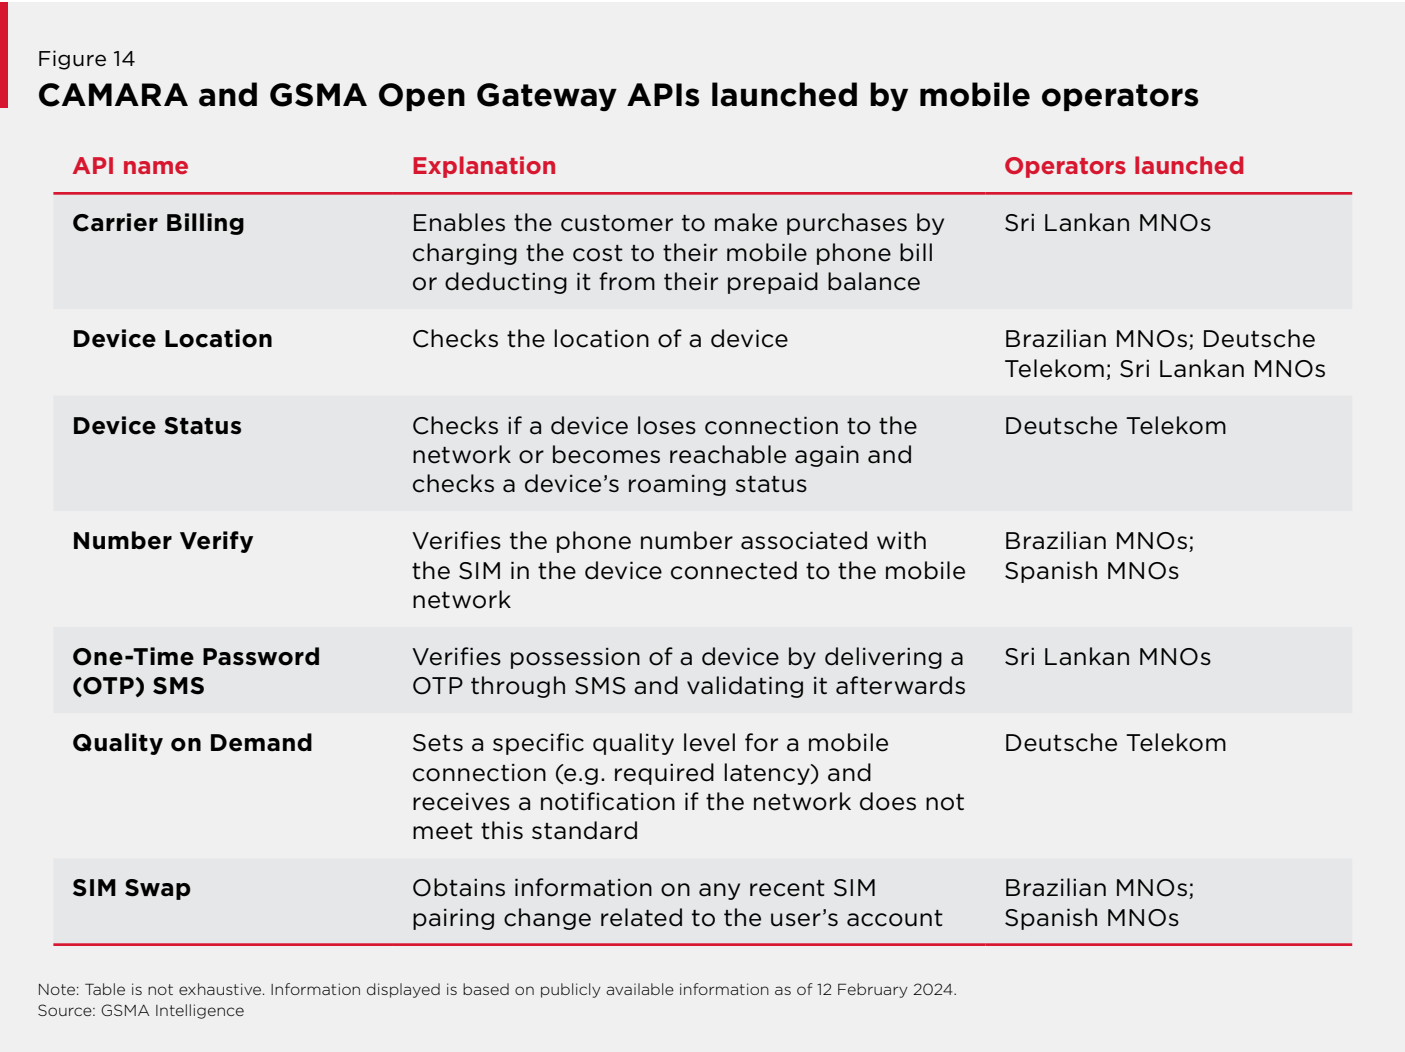 Figure 14
CAMARA and GSMA Open Gateway APIs launched by mobile operators
API name Explanation Operators launched
Carrier Billing Enables the customer to make purchases by Sri Lankan MNOs
charging the cost to their mobile phone bill
or deducting it from their prepaid balance
Device Location Checks the location of a device Brazilian MNOs; Deutsche
Telekom; Sri Lankan MNOs
Device Status Checks if a device loses connection to the Deutsche Telekom
network or becomes reachable again and
checks a device’s roaming status
Number Verify Verifies the phone number associated with Brazilian MNOs;
the SIM in the device connected to the mobile Spanish MNOs
network
One-Time Password Verifies possession of a device by delivering a Sri Lankan MNOs
(OTP) SMS OTP through SMS and validating it afterwards
Quality on Demand Sets a specific quality level for a mobile Deutsche Telekom
connection (e.g. required latency) and
receives a notification if the network does not
meet this standard
SIM Swap Obtains information on any recent SIM Brazilian MNOs;
pairing change related to the user’s account Spanish MNOs
Note: Table is not exhaustive. Information displayed is based on publicly available information as of 12 February 2024.
Source: GSMA Intelligence